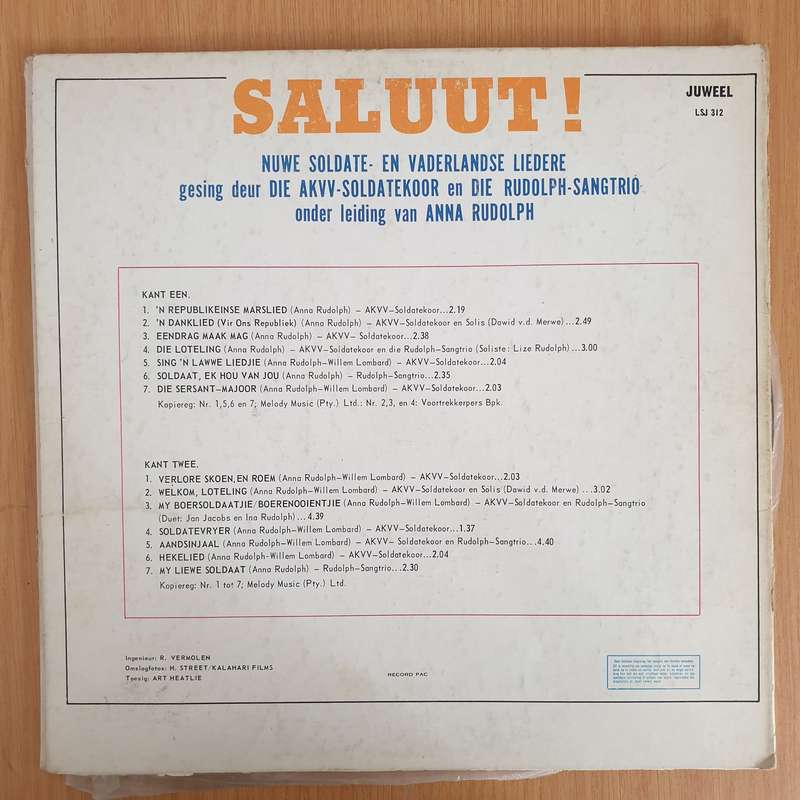 SALUUT!
JUWEEL
LSJ 312
NUWE SOLDATE- EN VADERLANDSE LIEDERE
gesing deur DIE AKVV-SOLDATEKOOR en DIE RUDOLPH-SANGTRIO
onder leiding van ANNA RUDOLPH
KANT EEN.
1. 'N REPUBLIKEINSE MARSLIED (Anna Rudolph) – AKVV-Soldatekoor...2.19
2. 'N DANKLIED (Vir Ons Republiek) (Anna Rudolph) – AKVV-Soldatekoor en Solis (Dawid v.d. Merwe)...2.49
3. EENDRAG MAAK MAG (Anna Rudolph) – AKVV-Soldatekoor...2.38
4. DIE LOTELING (Anna Rudolph) – AKVV-Soldatekoor en die Rudolph-Sangtrio (Soliste: Lize Rudolph)...3.00
5. SING 'N LAWWE LIEDJIE (Anna Rudolph-Willem Lombard) – AKVV-Soldatekoor...2.04
6. SOLDAAT, EK HOU VAN JOU (Anna Rudolph) – Rudolph-Sangtrio...2.35
7. DIE SERSANT-MAJOOR (Anna Rudolph-Willem Lombard) – AKVV-Soldatekoor...2.03
Kopiereg: Nr. 1,5,6 en 7; Melody Music (Pty.) Ltd.: Nr. 2,3, en 4: Voortrekkerpers Bpk.
KANT TWEE.
1. VERLORE SKOEN, EN ROEM (Anna Rudolph-Willem Lombard) – AKVV-Soldatekoor...2.03
2. WELKOM, LOTELING (Anna Rudolph-Willem Lombard) – AKVV-Soldatekoor en Solis (Dawid v.d. Merwe) ...3.02
3. MY BOERSOLDAATJIE/BOERENOOIENTJIE (Anna Rudolph-Willem Lombard) – AKVV-Soldatekoor en Rudolph-Sangtrio
(Duet: Jan Jacobs en Ina Rudolph)...4.39
4. SOLDATEVRYER (Anna Rudolph-Willem Lombard) – AKVV-Soldatekoor...1.37
5. AANDSINJAAL (Anna Rudolph-Willem Lombard) – AKVV- Soldatekoor en Rudolph-Sangtrio...4.40
6. HEKELIED (Anna Rudolph-Willem Lombard) – AKVV-Soldatekoor...2.04
7. MY LIEWE SOLDAAT (Anna Rudolph) – Rudolph-Sangtrio...2.30
Kopiereg: Nr. 1 tot 7; Melody Music (Pty.) Ltd.
Ingenieur: R. VERMOLEN
Omslagfotos: H. STREET/KALAHARI FILMS
Toesig: ART HEATLIE
RECORD PAC